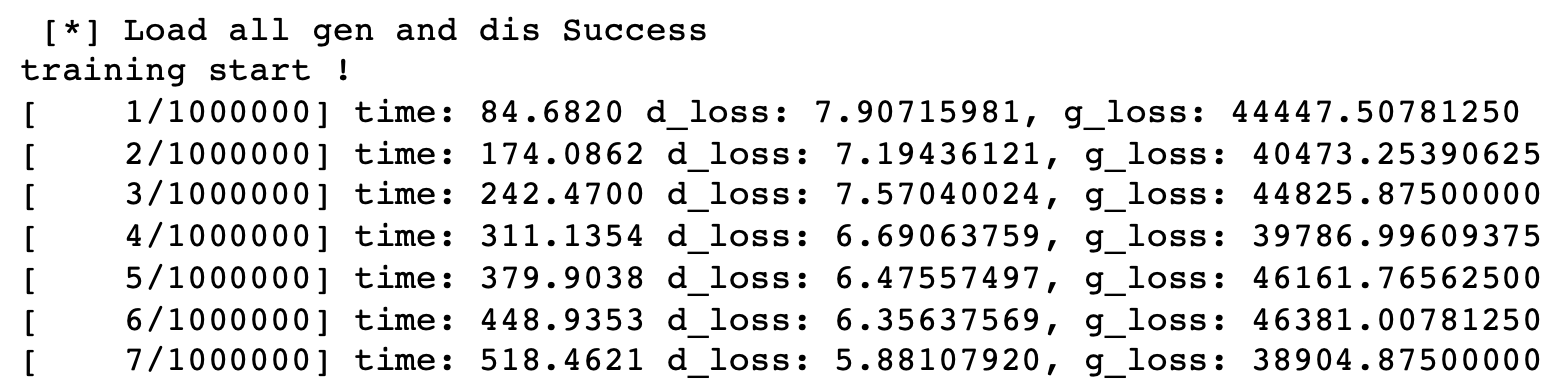 [*] Load all gen and dis Success
training start !
[     1/1000000] time: 84.6820 d_loss: 7.90715981, g_loss: 44447.50781250
[     2/1000000] time: 174.0862 d_loss: 7.19436121, g_loss: 40473.25390625
[     3/1000000] time: 242.4700 d_loss: 7.57040024, g_loss: 44825.87500000
[     4/1000000] time: 311.1354 d_loss: 6.69063759, g_loss: 39786.99609375
[     5/1000000] time: 379.9038 d_loss: 6.47557497, g_loss: 46161.76562500
[     6/1000000] time: 448.9353 d_loss: 6.35637569, g_loss: 46381.00781250
[     7/1000000] time: 518.4621 d_loss: 5.88107920, g_loss: 38904.87500000